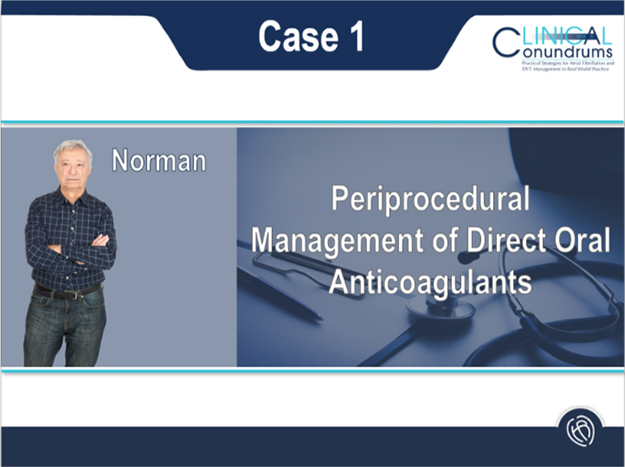 Case 1
CLINICAL
Conundrums
Practical Strategies for Atrial Fibrillation and
DVT Management in Real World Practice
Norman
Periprocedural
Management of Direct Oral
Anticoagulants